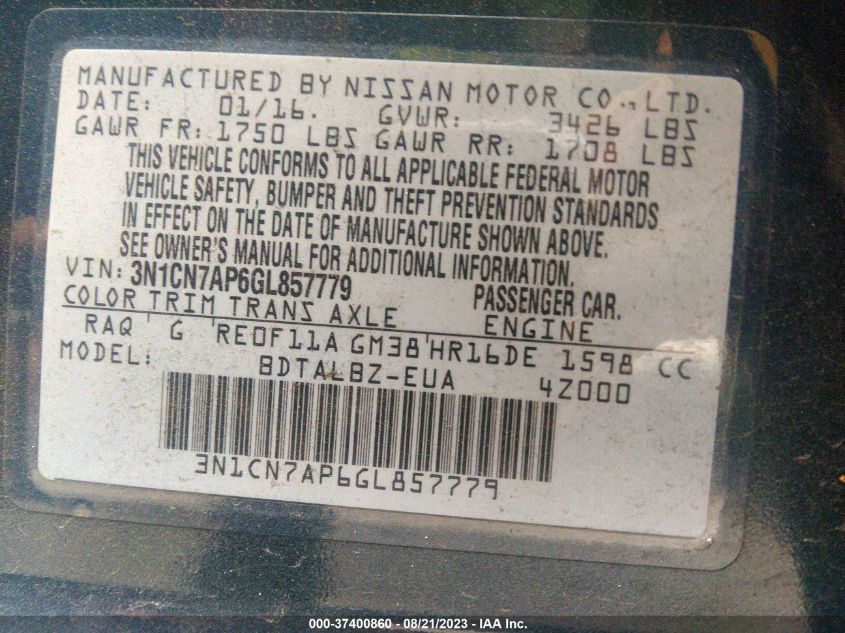 MANUFACTURED BY NISSAN MOTOR CO.,LTD.
DATE: 01/16. GVWR: 3426 LBS
GAWR FR: 1750 LBS GAWR RR: 1708 LBS
THIS VEHICLE CONFORMS TO ALL APPLICABLE FEDERAL MOTOR
VEHICLE SAFETY, BUMPER AND THEFT PREVENTION STANDARDS
IN EFFECT ON THE DATE OF MANUFACTURE SHOWN ABOVE.
SEE OWNER'S MANUAL FOR ADDITIONAL INFORMATION.
VIN: 3N1CN7AP6GL857779 PASSENGER CAR.
COLOR TRIM TRANS AXLE ENGINE
RAQ ' G 'RE0F11A GM38'HR16DE 1598 CC
MODEL: BDTALBZ-EUA 4Z000
3N1CN7AP6GL857779
000-37400860 - 08/21/2023 - IAA Inc.